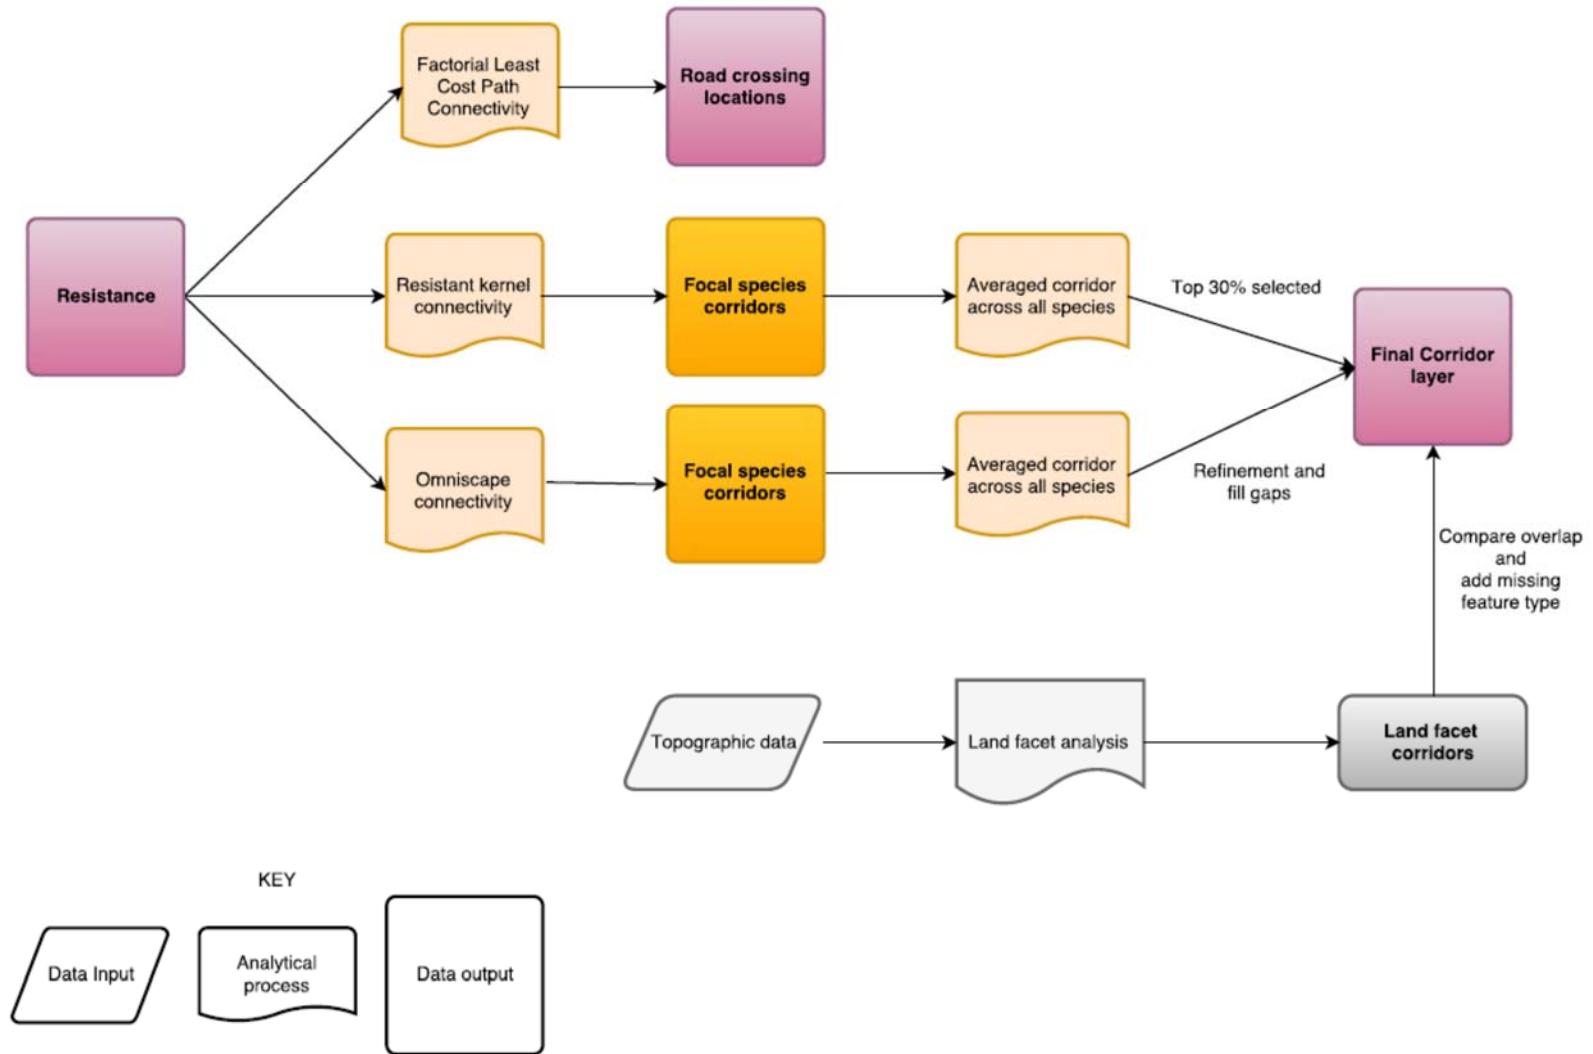 Factorial Least
Cost Path
Connectivity
Road crossing
locations
Resistance
Resistant kernel
connectivity
Focal species
corridors
Averaged corridor
across all species
Top 30% selected
Final Corridor
layer
Omniscape
connectivity
Focal species
corridors
Averaged corridor
across all species
Refinement and
fill gaps
Compare overlap
and
add missing
feature type
Topographic data
Land facet analysis
Land facet
corridors
KEY
Data Input
Analytical
process
Data output